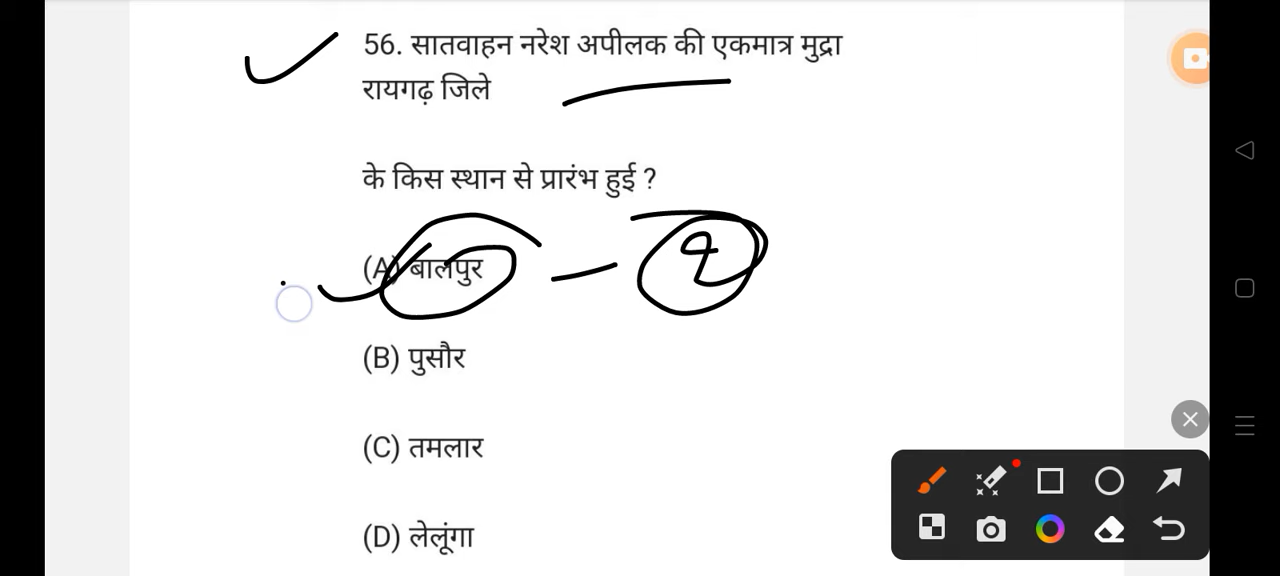 56. सातवाहन नरेश अपीलक की एकमात्र मुद्रा
रायगढ़ जिले
के किस स्थान से प्रारंभ हुई ?
(A) बालपुर
(B) पुसौर
(C) तमलार
(D) लेलूंगा